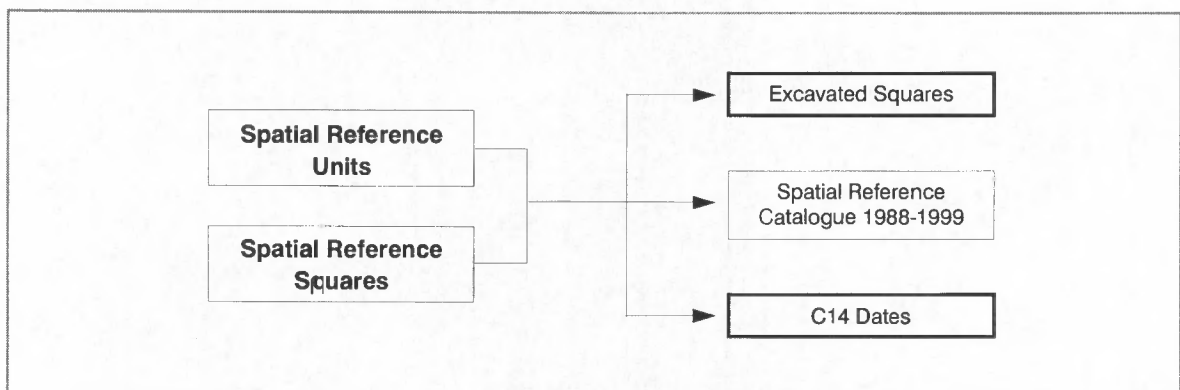 Spatial Reference
Units
Spatial Reference
Squares
Excavated Squares
Spatial Reference
Catalogue 1988-1999
C14 Dates